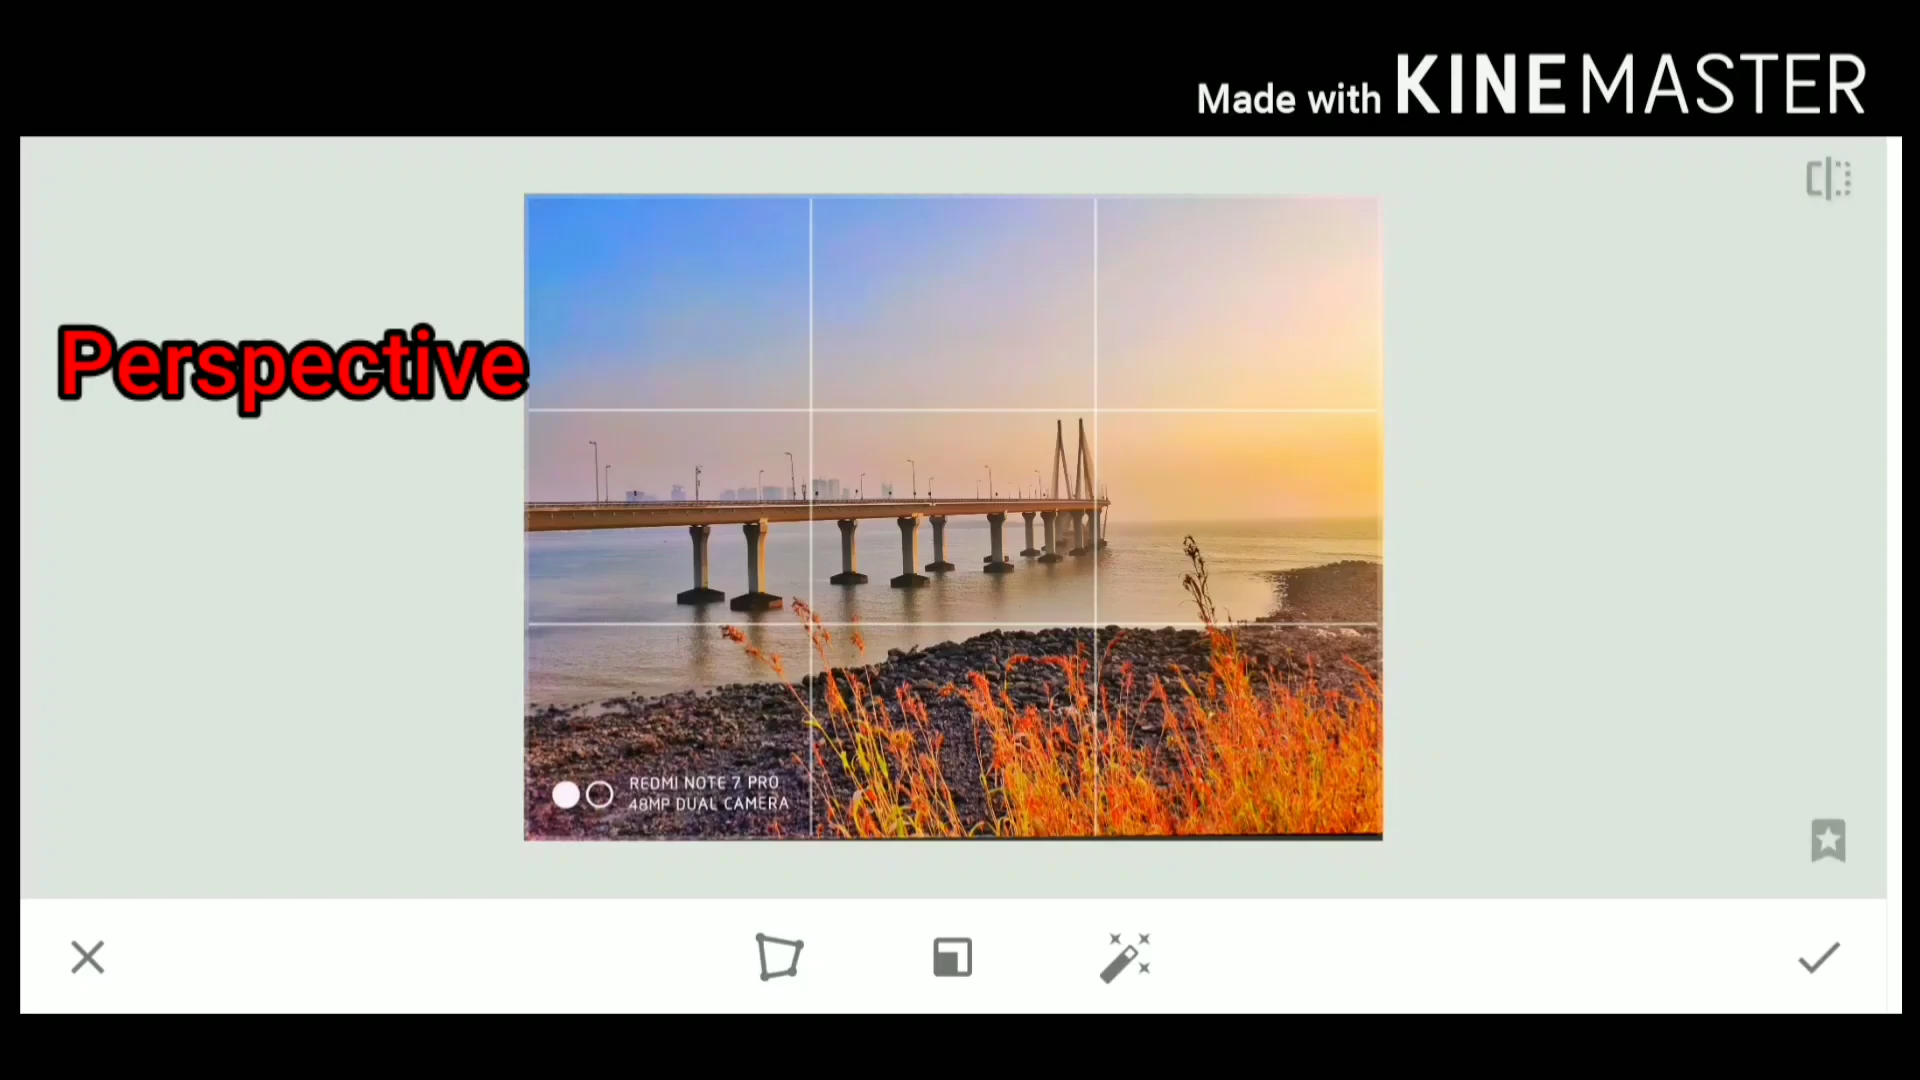 Made with KINEMASTER
Perspective
REDMI NOTE 7 PRO
48MP DUAL CAMERA